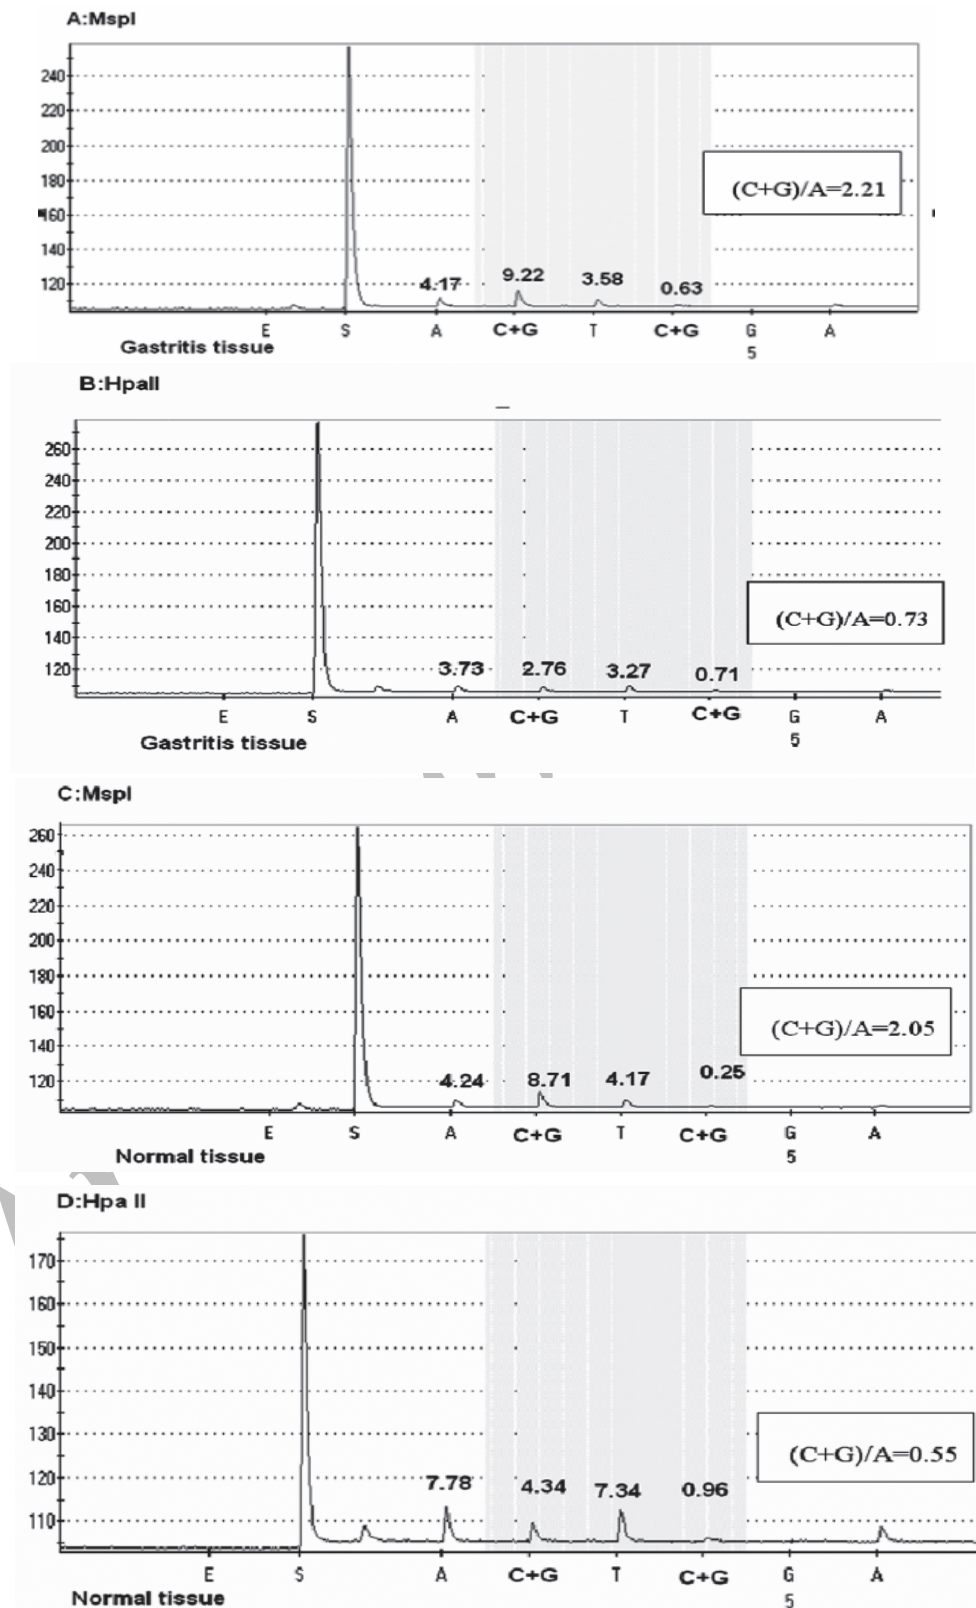 A:MspI
240
220
200
180
160
140
120
(C+G)/A=2.21
4.17 9.22 3.58 0.63
E S A C+G T C+G G A
5
Gastritis tissue
B:HpaII
260
240
220
200
180
160
140
120
(C+G)/A=0.73
3.73 2.76 3.27 0.71
E S A C+G T C+G G A
5
Gastritis tissue
C:MspI
260
240
220
200
180
160
140
120
(C+G)/A=2.05
4.24 8.71 4.17 0.25
E S A C+G T C+G G A
5
Normal tissue
D:Hpa II
170
160
150
140
130
120
110
(C+G)/A=0.55
7.78 4.34 7.34 0.96
E S A C+G T C+G G A
5
Normal tissue